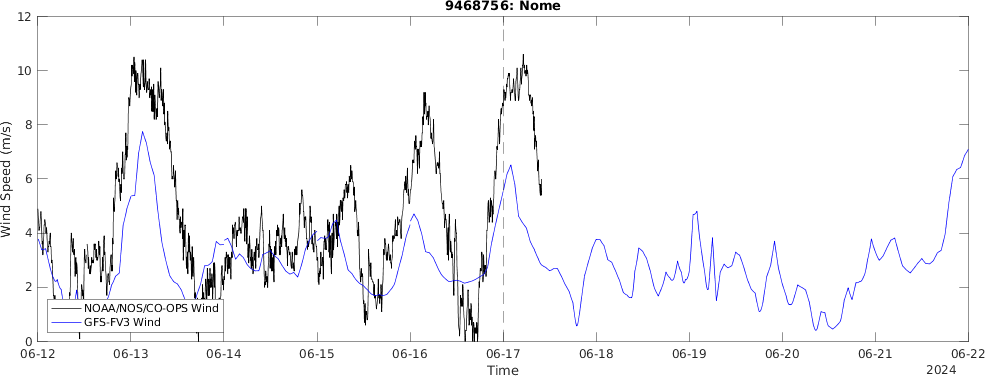 9468756: Nome
Wind Speed (m/s)
12
10
8
6
4
2
0
NOAA/NOS/CO-OPS Wind
GFS-FV3 Wind
06-12 06-13 06-14 06-15 06-16 06-17 06-18 06-19 06-20 06-21 06-22
Time
2024